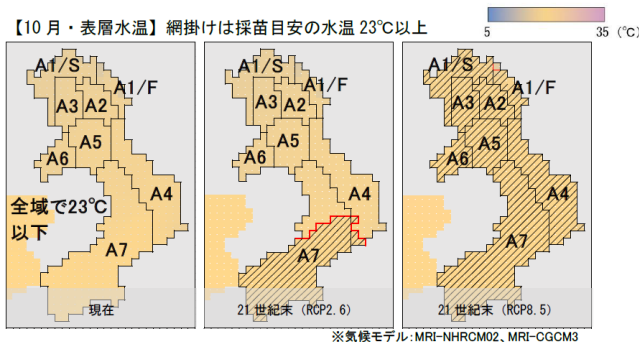 【10月・表層水温】網掛けは採苗目安の水温 23℃以上
5 35 (℃)
A1/S
A1/F
A3 A2
A5
A6
A4
A7
全域で23℃
以下
現在
A1/S
A1/F
A3 A2
A5
A6
A4
A7
21世紀末(RCP2.6)
A1/S
A1/F
A3 A2
A5
A6
A4
A7
21世紀末(RCP8.5)
※気候モデル:MRI-NHRCM02、MRI-CGCM3